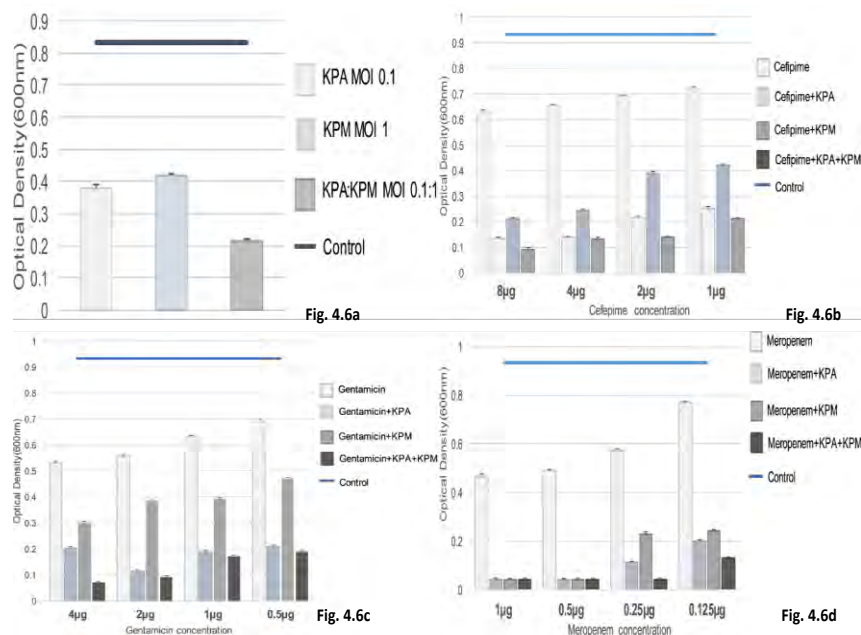 Optical Density(600nm)
0.9
0.8
0.7
0.6
0.5
0.4
0.3
0.2
0.1
0
KPA MOI 0.1
KPM MOI 1
KPA:KPM MOI 0.1:1
Control
Fig. 4.6a
Optical Density (600nm)
1
0.9
0.8
0.7
0.6
0.5
0.4
0.3
0.2
0.1
0
8µg
4µg
2µg
1µg
Cefepime concentration
Cefipime
Cefipime+KPA
Cefipime+KPM
Cefipime+KPA+KPM
Control
Fig. 4.6b
Optical Density(600nm)
1
0.9
0.8
0.7
0.6
0.5
0.4
0.3
0.2
0.1
0
4µg
2µg
1µg
0.5µg
Gentamicin concentration
Gentamicin
Gentamicin+KPA
Gentamicin+KPM
Gentamicin+KPA+KPM
Control
Fig. 4.6c
Optical Density (600nm)
1
0.8
0.6
0.4
0.2
0
1µg
0.5µg
0.25µg
0.125µg
Meropenem concentration
Meropenem
Meropenem+KPA
Meropenem+KPM
Meropenem+KPA+KPM
Control
Fig. 4.6d